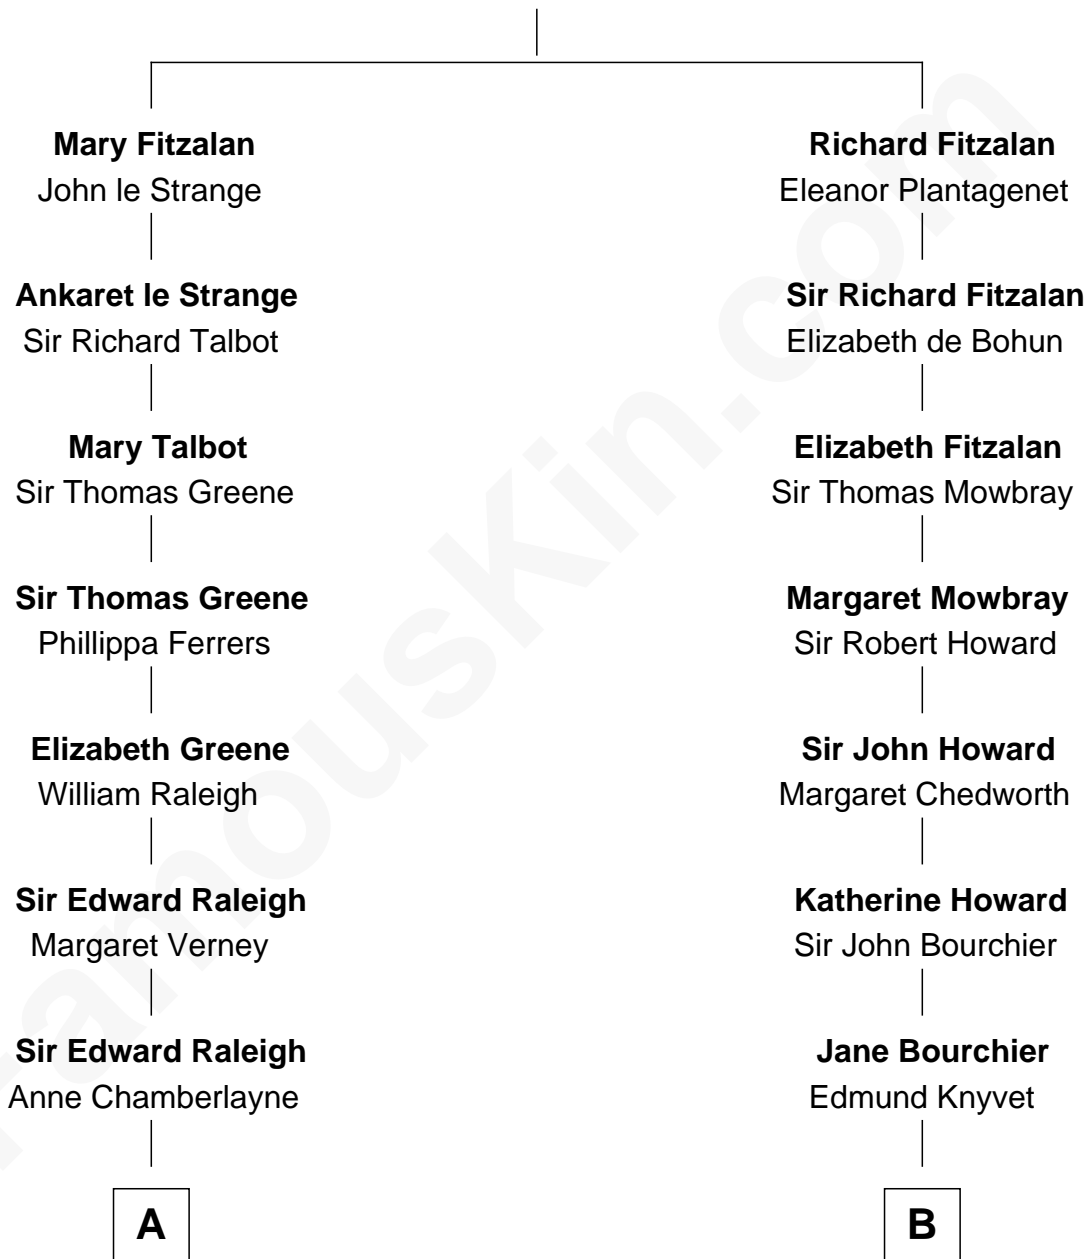 Mary Fitzalan
John le Strange
Richard Fitzalan
Eleanor Plantagenet
Ankaret le Strange
Sir Richard Talbot
Sir Richard Fitzalan
Elizabeth de Bohun
Mary Talbot
Sir Thomas Greene
Elizabeth Fitzalan
Sir Thomas Mowbray
Sir Thomas Greene
Phillippa Ferrers
Margaret Mowbray
Sir Robert Howard
Elizabeth Greene
William Raleigh
Sir John Howard
Margaret Chedworth
Sir Edward Raleigh
Margaret Verney
Katherine Howard
Sir John Bourchier
Sir Edward Raleigh
Anne Chamberlayne
Jane Bourchier
Edmund Knyvet
A
B
FamousKin.com